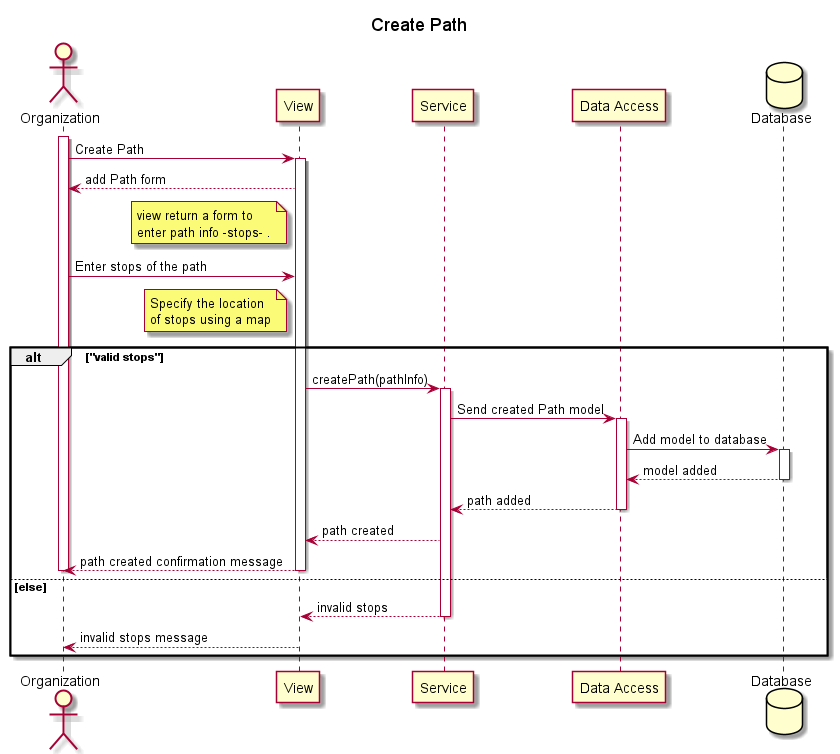 Create Path
Organization
View
Service
Data Access
Database
Create Path
add Path form
view return a form to
enter path info -stops- .
Enter stops of the path
Specify the location
of stops using a map
alt
["valid stops"]
createPath(pathInfo)
Send created Path model
Add model to database
model added
path added
path created
path created confirmation message
[else]
invalid stops
invalid stops message
Organization
View
Service
Data Access
Database